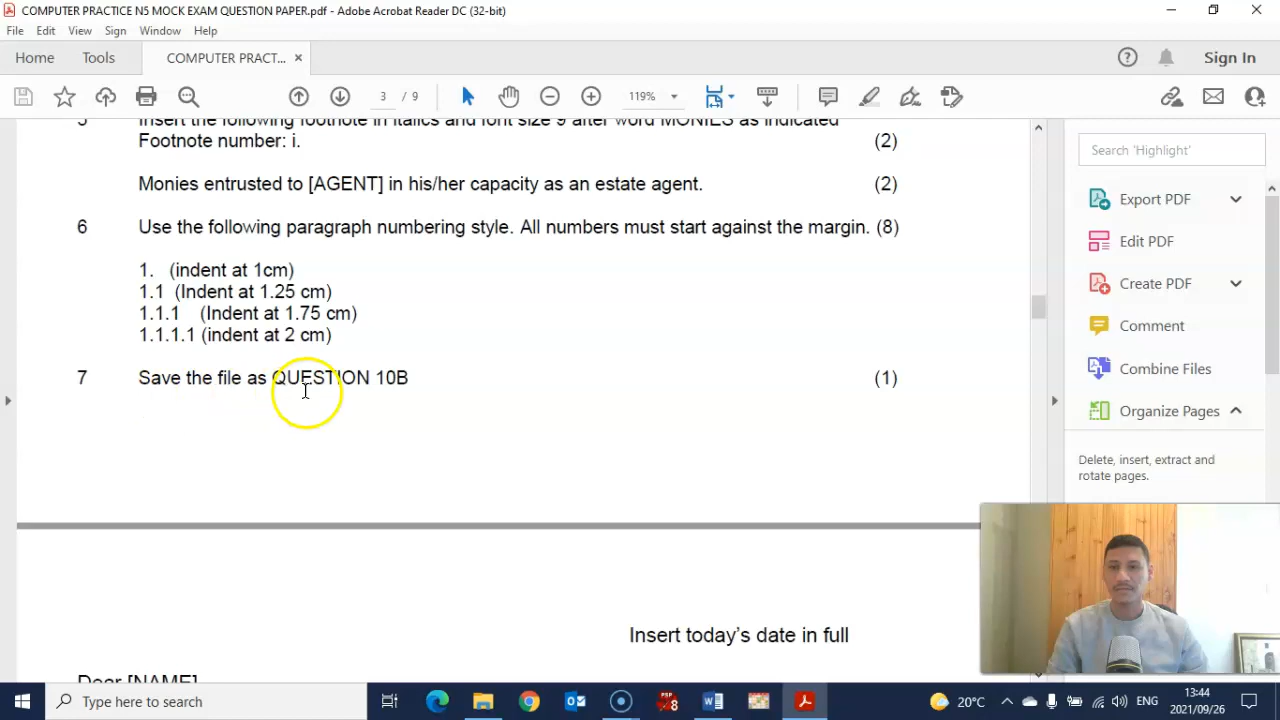 COMPUTER PRACTICE N5 MOCK EXAM QUESTION PAPER.pdf - Adobe Acrobat Reader DC (32-bit)
File Edit View Sign Window Help
Home Tools COMPUTER PRACT... × Sign In
3 / 9 119%
5 Insert the following footnote in italics and font size 9 after word MONIES as indicated
Footnote number: i. (2)
Monies entrusted to [AGENT] in his/her capacity as an estate agent. (2)
6 Use the following paragraph numbering style. All numbers must start against the margin. (8)
1. (indent at 1cm)
1.1 (Indent at 1.25 cm)
1.1.1 (Indent at 1.75 cm)
1.1.1.1 (indent at 2 cm)
7 Save the file as QUESTION 10B (1)
Insert today's date in full
Dear [NAME]
Search 'Highlight'
Export PDF
Edit PDF
Create PDF
Comment
Combine Files
Organize Pages
Delete, insert, extract and
rotate pages.
Type here to search
20°C ENG 13:44
2021/09/26